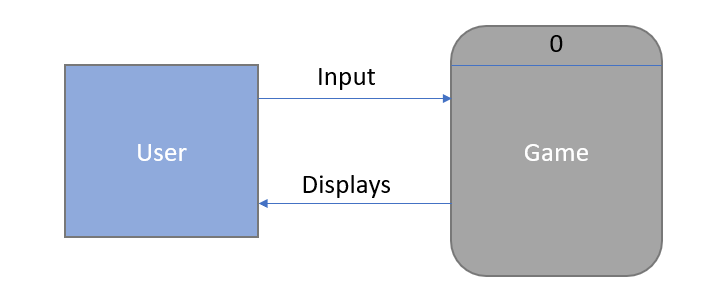 0
Input
User
Game
Displays